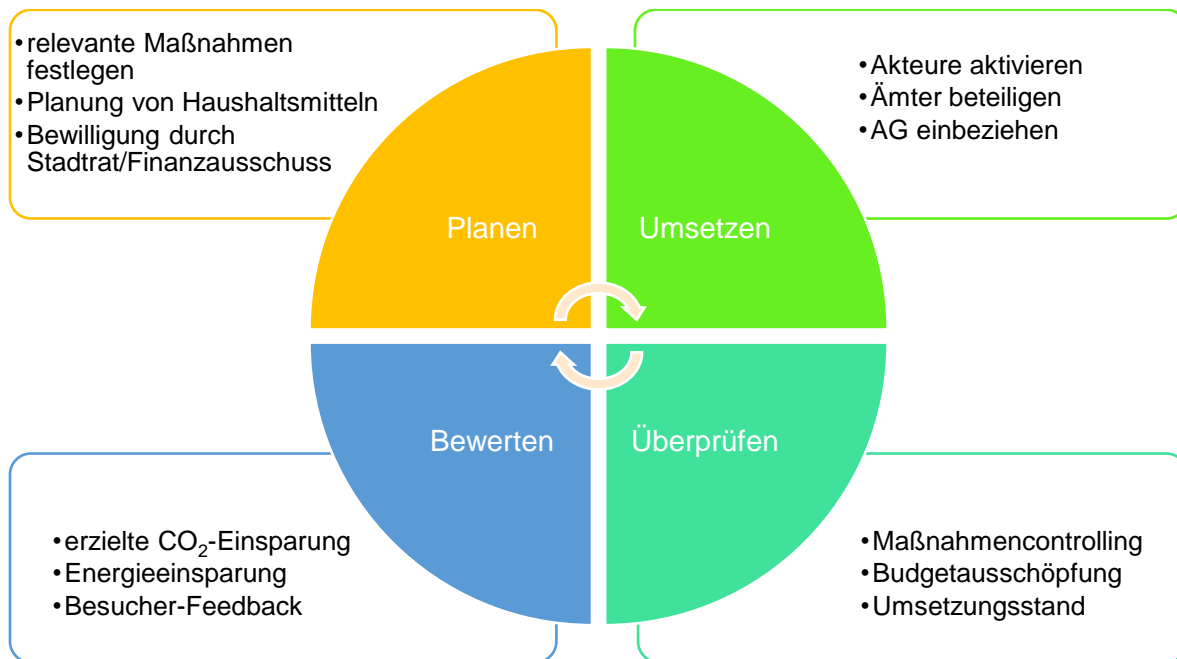 •relevante Maßnahmen
festlegen
•Planung von Haushaltsmitteln
•Bewilligung durch
Stadtrat/Finanzausschuss
•Akteure aktivieren
•Ämter beteiligen
•AG einbeziehen
Planen
Umsetzen
Bewerten
Überprüfen
•erzielte CO₂-Einsparung
•Energieeinsparung
•Besucher-Feedback
•Maßnahmencontrolling
•Budgetausschöpfung
•Umsetzungsstand